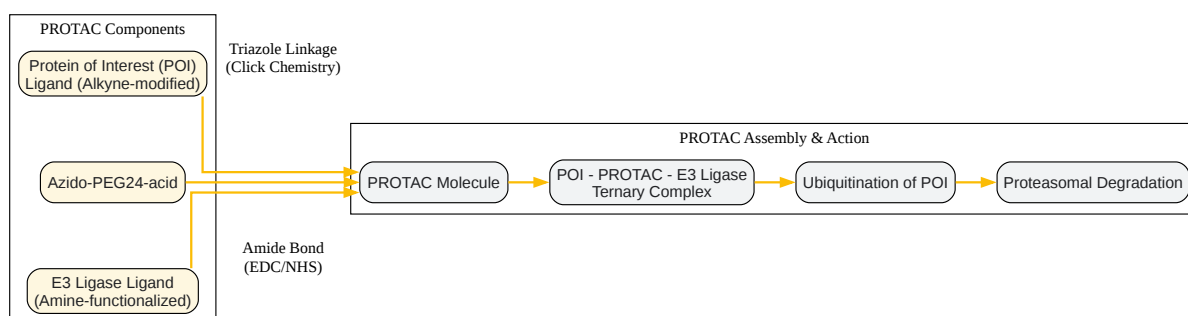 PROTAC Components
Protein of Interest (POI)
Ligand (Alkyne-modified)
Triazole Linkage
(Click Chemistry)
Azido-PEG24-acid
E3 Ligase Ligand
(Amine-functionalized)
Amide Bond
(EDC/NHS)
PROTAC Assembly & Action
PROTAC Molecule
POI - PROTAC - E3 Ligase
Ternary Complex
Ubiquitination of POI
Proteasomal Degradation